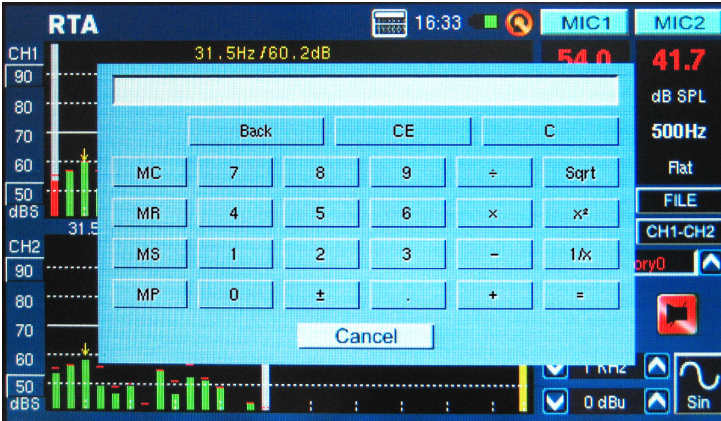 RTA 16:33 MIC1 MIC2
CH1 31.5Hz/60.2dB 54.0 41.7
90
80 dB SPL
Back CE C
70 500Hz
MC 7 8 9 ÷ Sqrt
60 Flat
50
dBS
FILE
MR 4 5 6 × x²
31.5 CH1-CH2
CH2
MS 1 2 3 - 1/x
90 ory0
MP 0 ± . + =
80
70
Cancel
60 1 KHz
50
dBS 0 dBu Sin